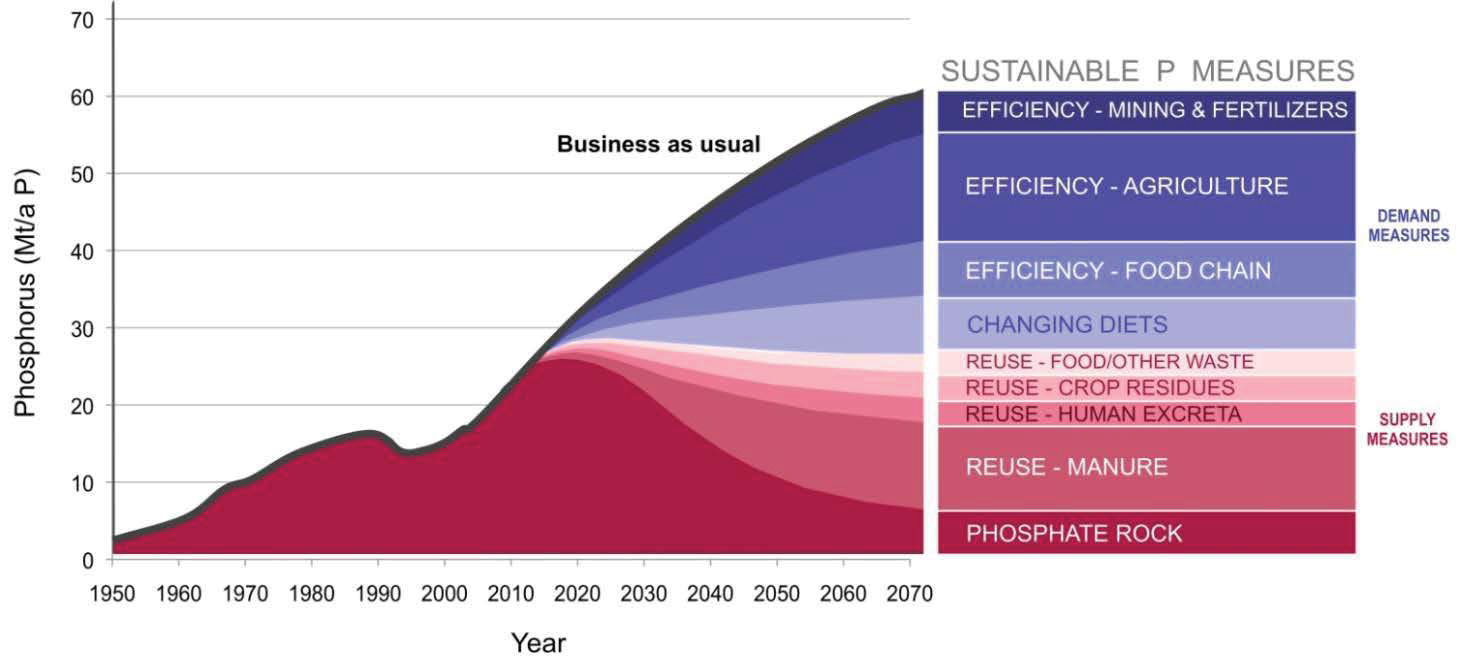 70
60
50
40
30
20
10
0
Phosphorus (Mt/a P)
1950 1960 1970 1980 1990 2000 2010 2020 2030 2040 2050 2060 2070
Year
Business as usual
SUSTAINABLE P MEASURES
EFFICIENCY - MINING & FERTILIZERS
EFFICIENCY - AGRICULTURE
EFFICIENCY - FOOD CHAIN
CHANGING DIETS
REUSE - FOOD/OTHER WASTE
REUSE - CROP RESIDUES
REUSE - HUMAN EXCRETA
REUSE - MANURE
PHOSPHATE ROCK
DEMAND
MEASURES
SUPPLY
MEASURES